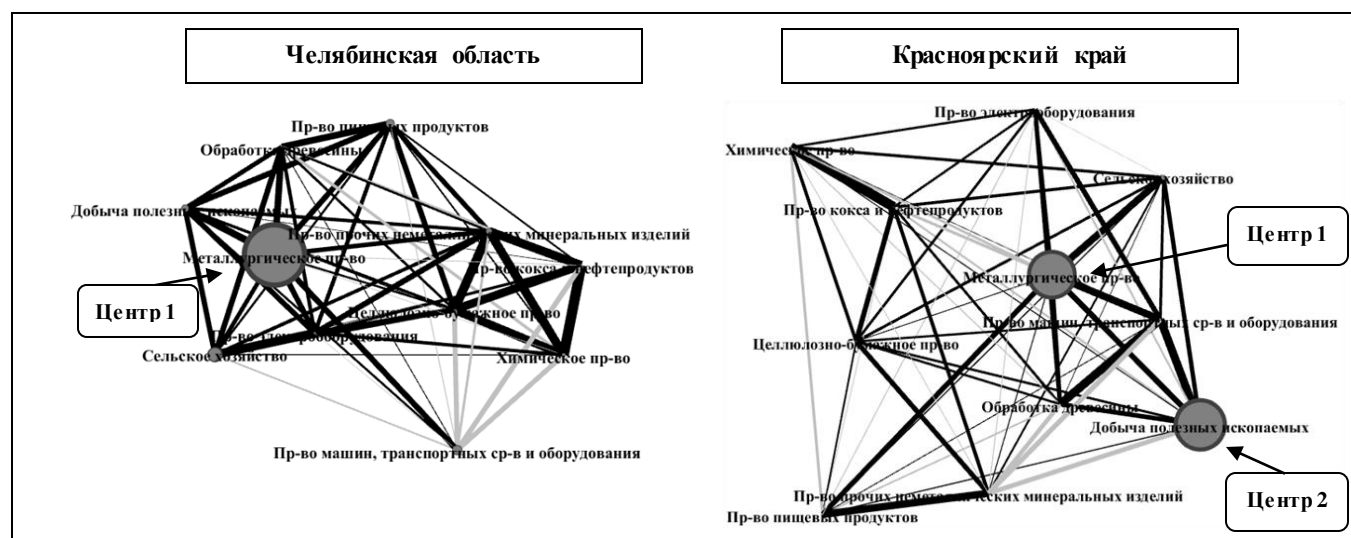 Челябинская область
Красноярский край
Пр-во пищевых продуктов
Обработка древесины
Добыча полезных ископаемых
Пр-во прочих неметаллических минеральных изделий
Металлургическое пр-во
Пр-во кокса и нефтепродуктов
Центр 1
Целлюлозно-бумажное пр-во
Пр-во электрооборудования
Сельское хозяйство
Химическое пр-во
Пр-во машин, транспортных ср-в и оборудования
Пр-во электрооборудования
Химическое пр-во
Сельское хозяйство
Пр-во кокса и нефтепродуктов
Центр 1
Металлургическое пр-во
Пр-во машин, транспортных ср-в и оборудования
Целлюлозно-бумажное пр-во
Обработка древесины
Добыча полезных ископаемых
Пр-во прочих неметаллических минеральных изделий
Центр 2
Пр-во пищевых продуктов